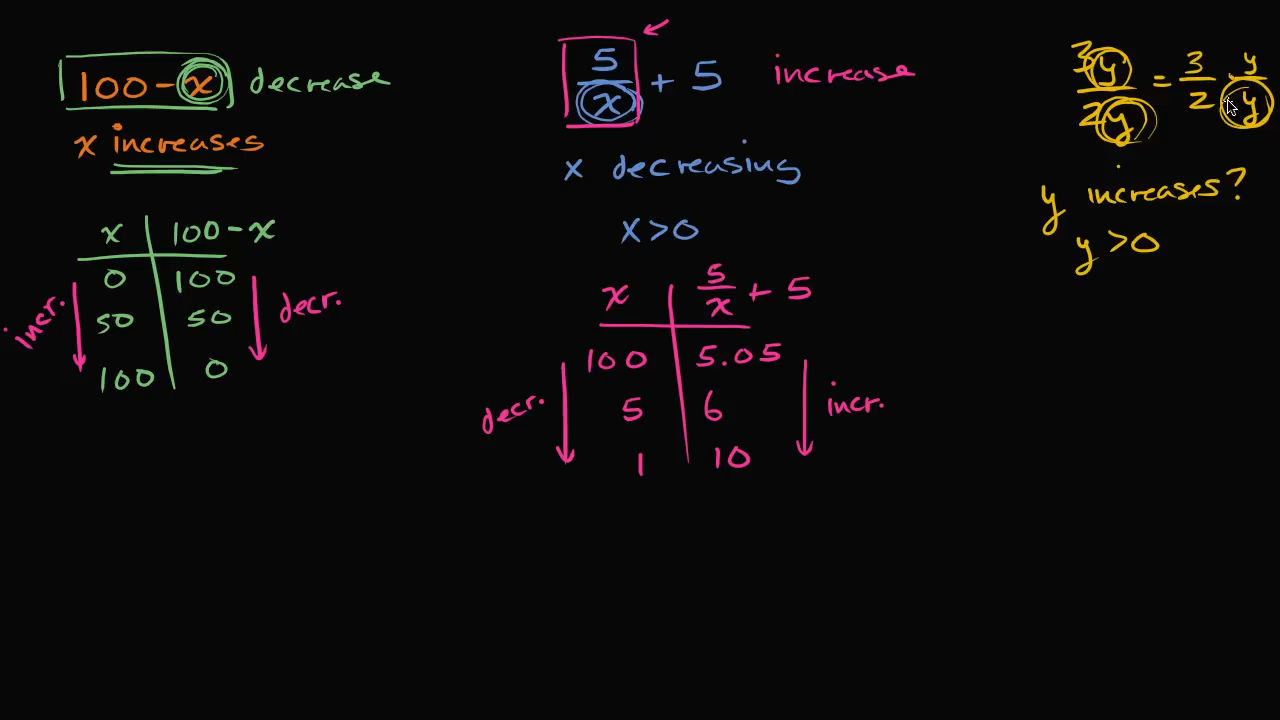 100 - x decrease
x increases
x | 100 - x
0 | 100
50 | 50
100 | 0
incr.
decr.
5/x + 5 increase
x decreasing
x > 0
x | 5/x + 5
100 | 5.05
5 | 6
1 | 10
decr.
incr.
3y/2y = 3/2 y/y
y increases?
y > 0